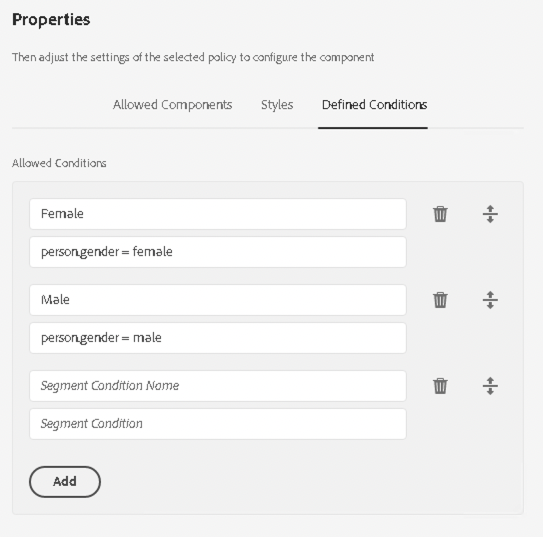 Properties
Then adjust the settings of the selected policy to configure the component
Allowed Components Styles Defined Conditions
Allowed Conditions
Female
person.gender = female
Male
person.gender = male
Segment Condition Name
Segment Condition
Add